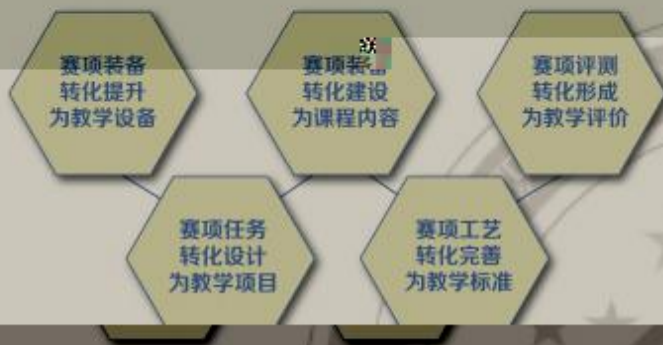 赛项装备
转化提升
为教学设备
赛项装
转化建设
为课程内容
赛项评测
转化形成
为教学评价
赛项任务
转化设计
为教学项目
赛项工艺
转化完善
为教学标准